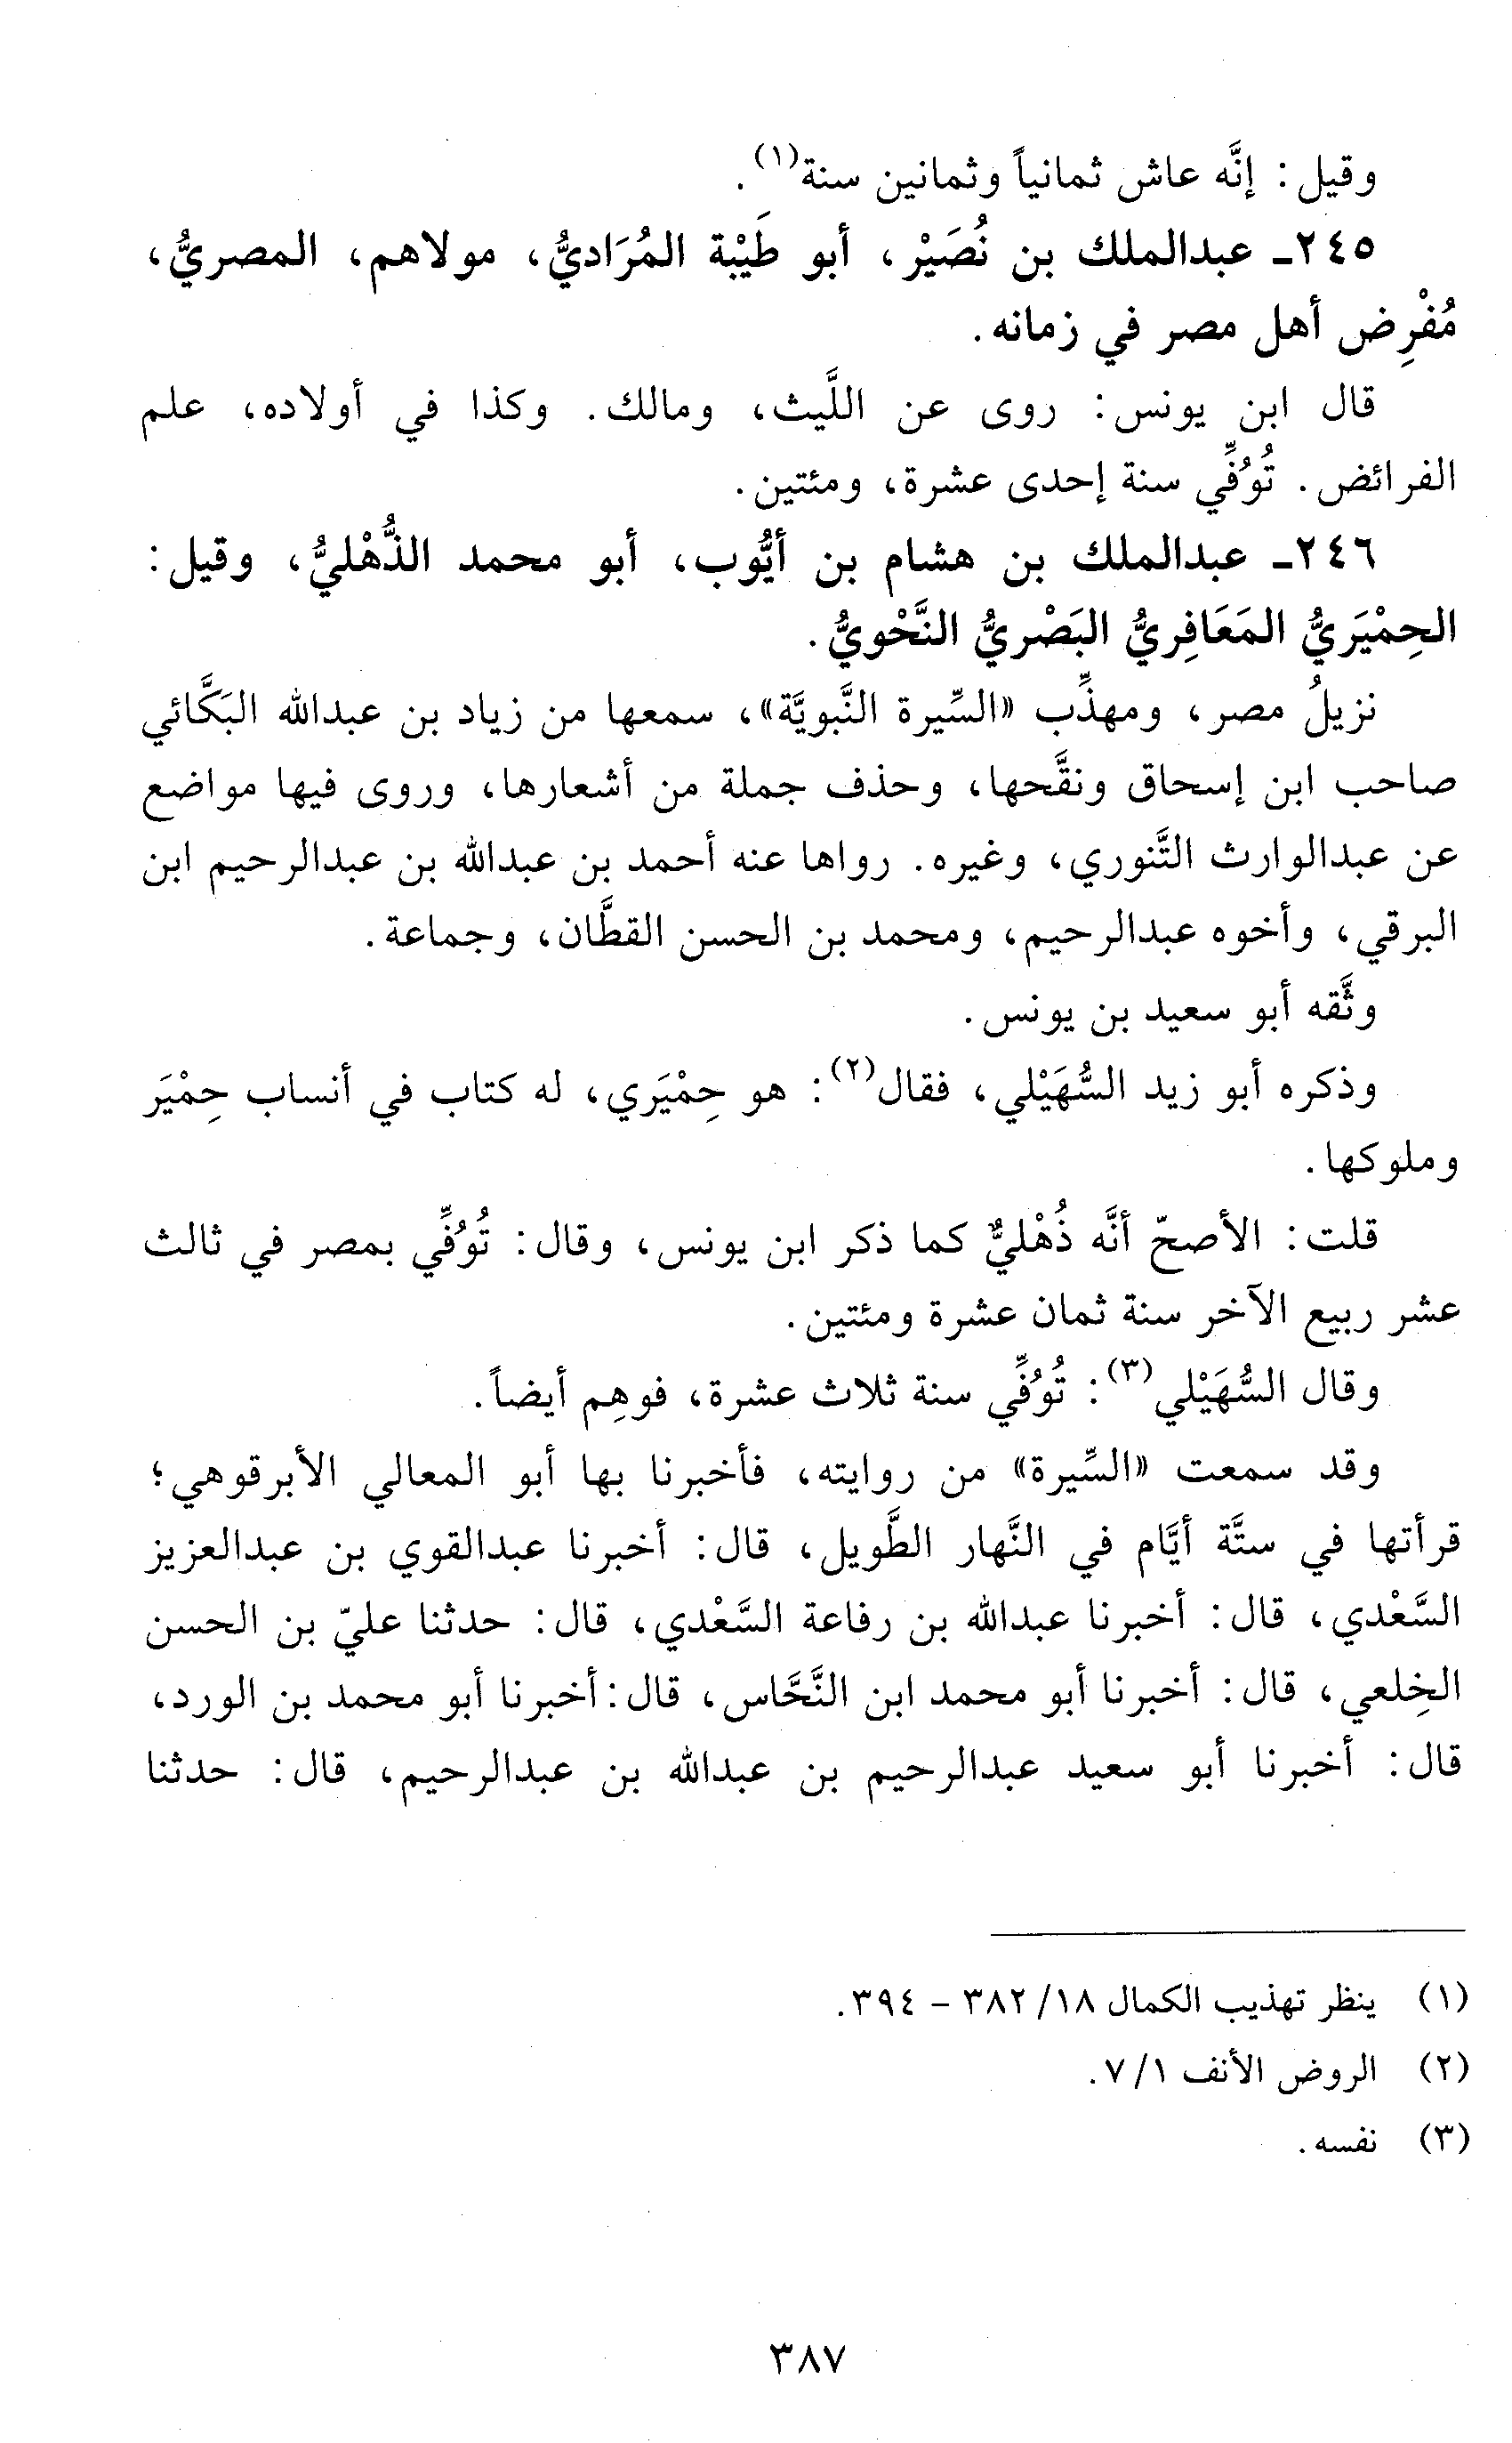 وقيل: إنَّه عاش ثمانياً وثمانين سنة(١).
٢٤٥ـ عبدالملك بن نُصَيْر، أبو طَيْبة المُرَاديُّ، مولاهم، المصريُّ،
مُفْرِض أهل مصر في زمانه.
قال ابن يونس: روى عن اللَّيث، ومالك. وكذا في أولاده، علم
الفرائض. تُوُفِّي سنة إحدى عشرة، ومئتين.
٢٤٦ـ عبدالملك بن هشام بن أيُّوب، أبو محمد الذُّهْليُّ، وقيل:
الحِمْيَريُّ المَعَافِريُّ البَصْريُّ النَّحْويُّ.
نزيلُ مصر، ومهذِّب «السِّيرة النَّبويَّة»، سمعها من زياد بن عبدالله البَكَّائي
صاحب ابن إسحاق ونقَّحها، وحذف جملة من أشعارها، وروى فيها مواضع
عن عبدالوارث التَّنوري، وغيره. رواها عنه أحمد بن عبدالله بن عبدالرحيم ابن
البرقي، وأخوه عبدالرحيم، ومحمد بن الحسن القطَّان، وجماعة.
وثَّقه أبو سعيد بن يونس.
وذكره أبو زيد السُّهَيْلي، فقال(٢): هو حِمْيَري، له كتاب في أنساب حِمْيَر
وملوكها.
قلت: الأصحّ أنَّه ذُهْليٌّ كما ذكر ابن يونس، وقال: تُوُفِّي بمصر في ثالث
عشر ربيع الآخر سنة ثمان عشرة ومئتين.
وقال السُّهَيْلي(٣): تُوُفِّي سنة ثلاث عشرة، فوهِم أيضاً.
وقد سمعت «السِّيرة» من روايته، فأخبرنا بها أبو المعالي الأبرقوهي؛
قرأتها في ستَّة أيَّام في النَّهار الطَّويل، قال: أخبرنا عبدالقوي بن عبدالعزيز
السَّعْدي، قال: أخبرنا عبدالله بن رفاعة السَّعْدي، قال: حدثنا عليّ بن الحسن
الخِلعي، قال: أخبرنا أبو محمد ابن النَّحَّاس، قال: أخبرنا أبو محمد بن الورد،
قال: أخبرنا أبو سعيد عبدالرحيم بن عبدالله بن عبدالرحيم، قال: حدثنا
(١) ينظر تهذيب الكمال ١٨/ ٣٨٢ - ٣٩٤.
(٢) الروض الأنف ١/ ٧.
(٣) نفسه.
٣٨٧